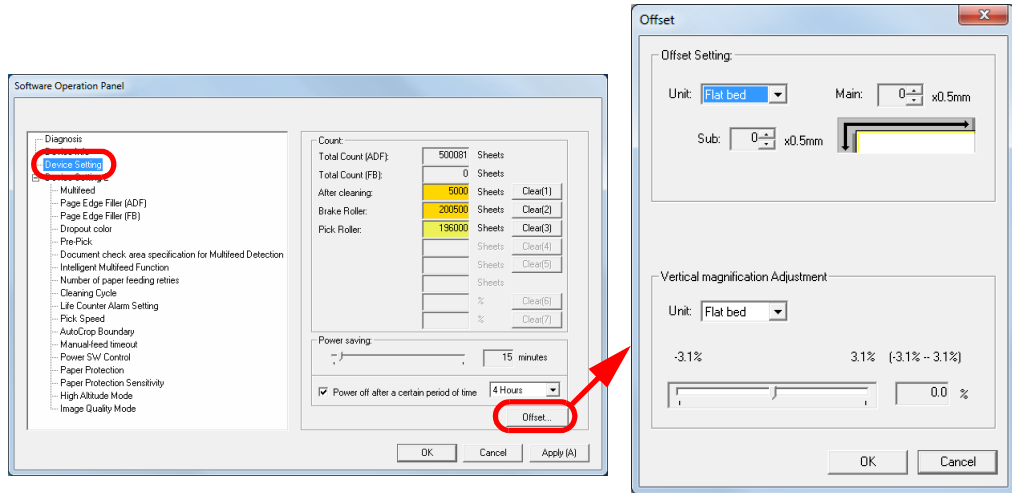 Software Operation Panel
Diagnosis
Device Setting
Device Setting 2
Multifeed
Page Edge Filler (ADF)
Page Edge Filler (FB)
Dropout color
Pre-Pick
Document check area specification for Multifeed Detection
Intelligent Multifeed Function
Number of paper feeding retries
Cleaning Cycle
Life Counter Alarm Setting
Pick Speed
AutoCrop Boundary
Manual-feed timeout
Power SW Control
Paper Protection
Paper Protection Sensitivity
High Altitude Mode
Image Quality Mode
Count:
Total Count (ADF): 500081 Sheets
Total Count (FB): 0 Sheets
After cleaning: 5000 Sheets Clear(1)
Brake Roller: 200500 Sheets Clear(2)
Pick Roller: 196000 Sheets Clear(3)
Sheets Clear(4)
Sheets Clear(5)
Sheets
% Clear(6)
% Clear(7)
Power saving:
15 minutes
Power off after a certain period of time 4 Hours
Offset...
OK Cancel Apply (A)
Offset
Offset Setting:
Unit: Flat bed Main: 0 x0.5mm
Sub: 0 x0.5mm
Vertical magnification Adjustment
Unit: Flat bed
-3.1% 3.1% (-3.1% -- 3.1%)
0.0 %
OK Cancel